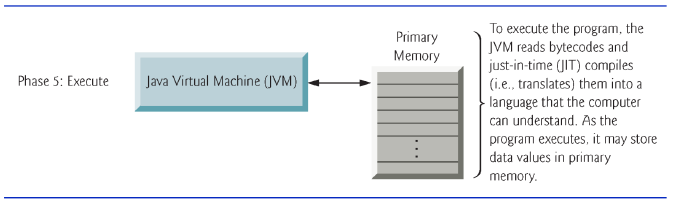 Phase 5: Execute
Java Virtual Machine (JVM)
Primary
Memory
To execute the program, the
JVM reads bytecodes and
just-in-time (JIT) compiles
(i.e., translates) them into a
language that the computer
can understand. As the
program executes, it may store
data values in primary
memory.